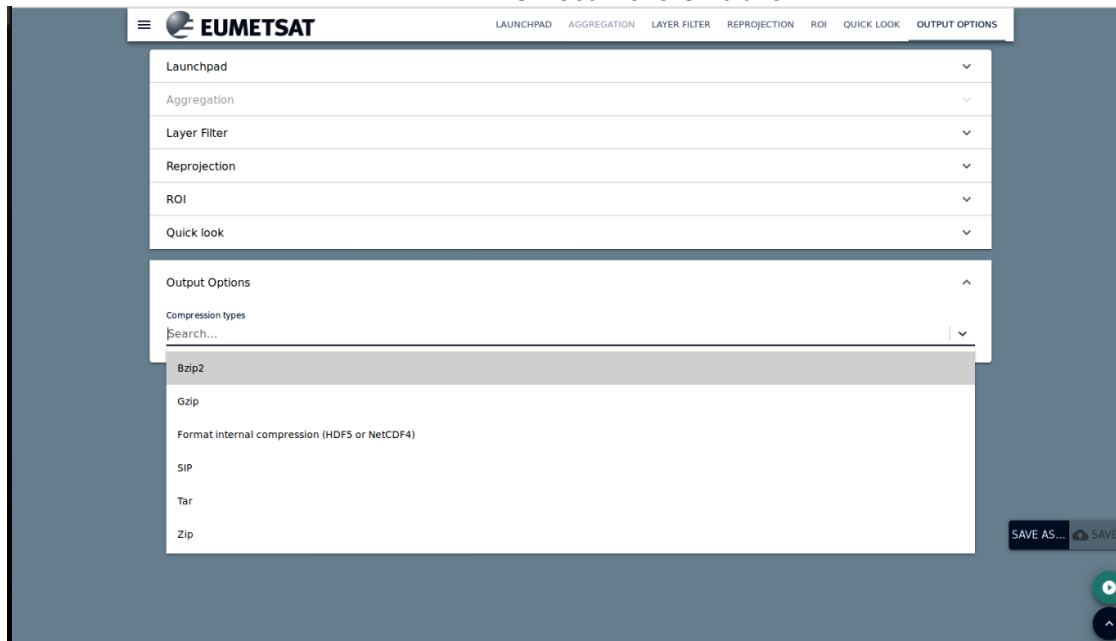 EUMETSAT
LAUNCHPAD AGGREGATION LAYER FILTER REPROJECTION ROI QUICK LOOK OUTPUT OPTIONS
Launchpad
Aggregation
Layer Filter
Reprojection
ROI
Quick look
Output Options
Compression types
Search...
Bzip2
Gzip
Format internal compression (HDF5 or NetCDF4)
SIP
Tar
Zip
SAVE AS... SAVE